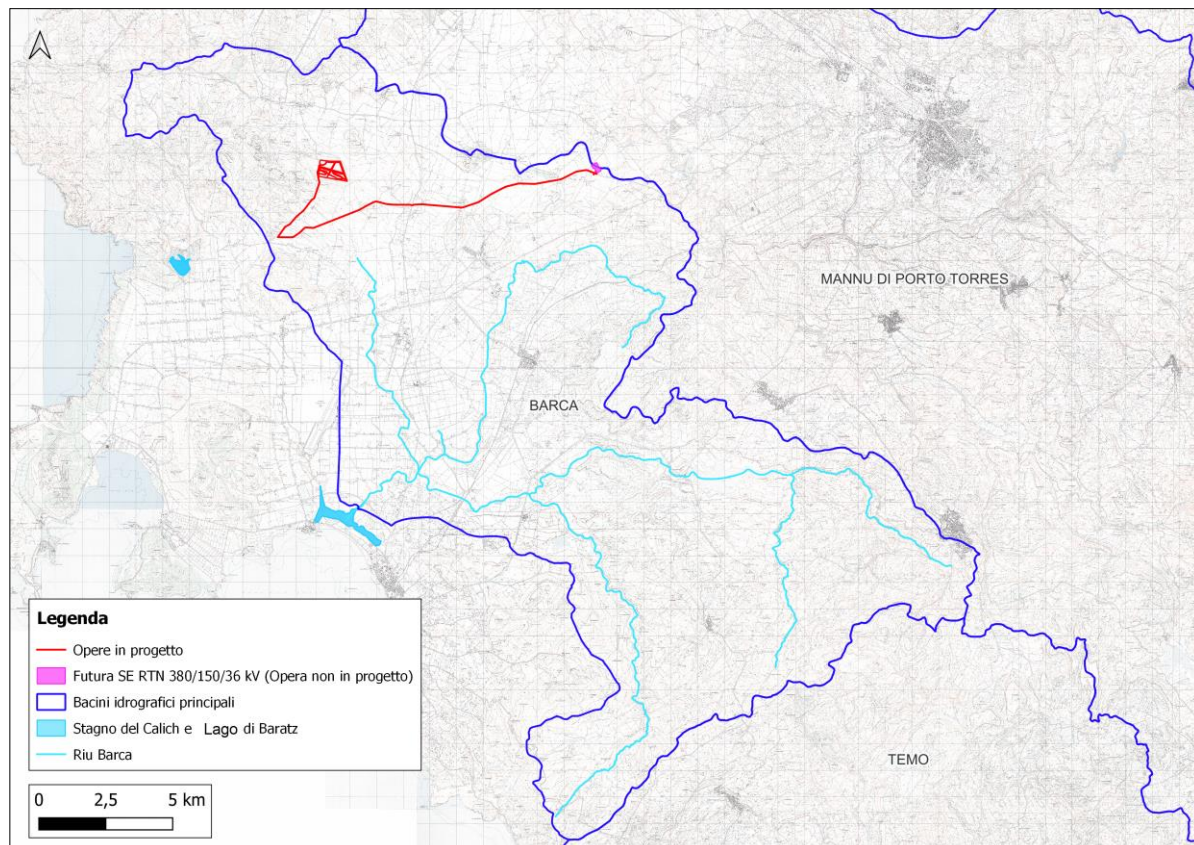 MANNU DI PORTO TORRES
BARCA
TEMO
Legenda
Opere in progetto
Futura SE RTN 380/150/36 kV (Opera non in progetto)
Bacini idrografici principali
Stagno del Calich e Lago di Baratz
Riu Barca
0 2,5 5 km